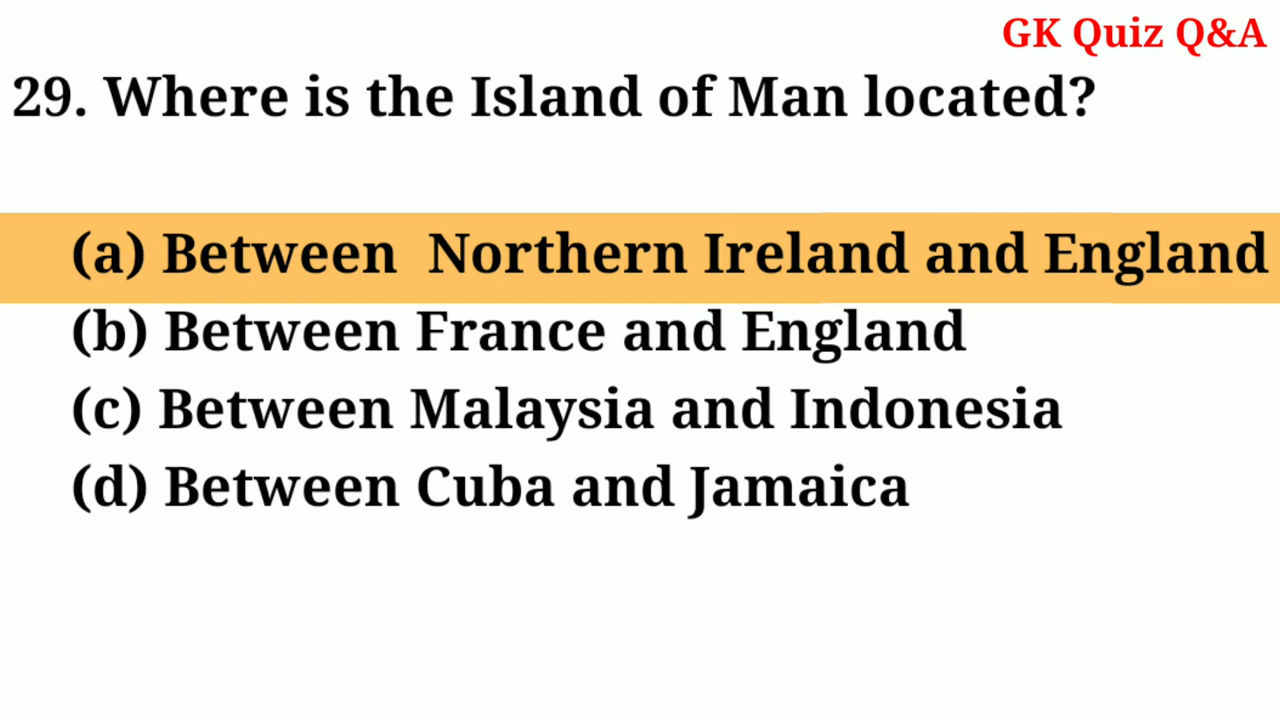 GK Quiz Q&A
29. Where is the Island of Man located?
(a) Between Northern Ireland and England
(b) Between France and England
(c) Between Malaysia and Indonesia
(d) Between Cuba and Jamaica